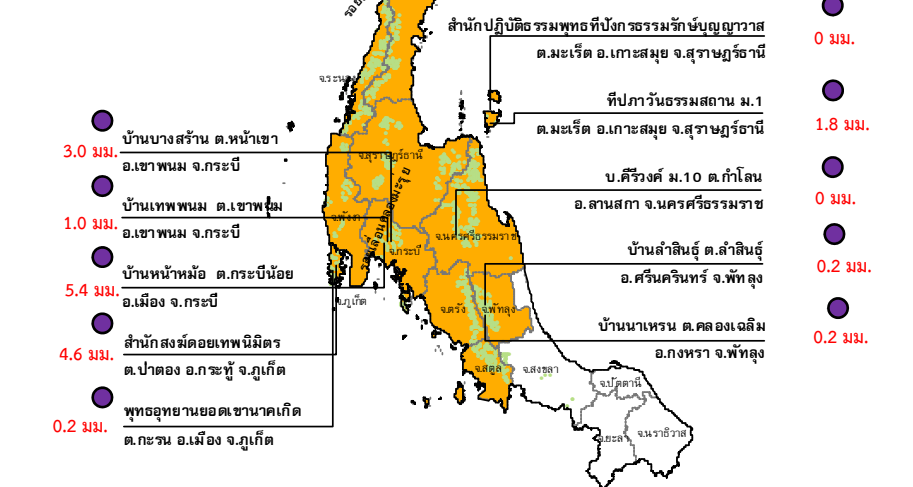 สำนักปฏิบัติธรรมพุทธทีปังกรธรรมรักษ์บุญญาวาส
ต.มะเร็ต อ.เกาะสมุย จ.สุราษฎร์ธานี
0 มม.
ทีปภาวันธรรมสถาน ม.1
ต.มะเร็ต อ.เกาะสมุย จ.สุราษฎร์ธานี
1.8 มม.
บ.คีรีวงค์ ม.10 ต.กำโลน
อ.ลานสกา จ.นครศรีธรรมราช
0 มม.
บ้านลำสินธุ์ ต.ลำสินธุ์
อ.ศรีนครินทร์ จ.พัทลุง
0.2 มม.
บ้านนาเหรน ต.คลองเฉลิม
อ.กงหรา จ.พัทลุง
0.2 มม.
บ้านบางสร้าน ต.หน้าเขา
อ.เขาพนม จ.กระบี่
3.0 มม.
บ้านเทพพนม ต.เขาพนม
อ.เขาพนม จ.กระบี่
1.0 มม.
บ้านหน้าหม้อ ต.กระบี่น้อย
อ.เมือง จ.กระบี่
5.4 มม.
สำนักสงฆ์ดอยเทพนิมิตร
ต.ป่าตอง อ.กระทู้ จ.ภูเก็ต
4.6 มม.
พุทธอุทยานยอดเขานาคเกิด
ต.กะรน อ.เมือง จ.ภูเก็ต
0.2 มม.
จ.ระนอง
จ.สุราษฎร์ธานี
รอยเลื่อนคลองมะรุ่ย
จ.พังงา
จ.กระบี่
จ.นครศรีธรรมราช
จ.ภูเก็ต
จ.ตรัง
จ.พัทลุง
จ.สตูล
จ.สงขลา
จ.ปัตตานี
จ.ยะลา
จ.นราธิวาส